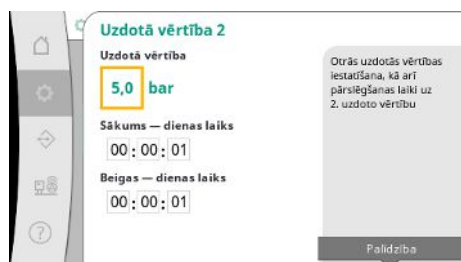 Uzdotā vērtība 2
Uzdotā vērtība
5,0 bar
Sākums — dienas laiks
00 : 00 : 01
Beigas — dienas laiks
00 : 00 : 01
Otrās uzdotās vērtības
iestatīšana, kā arī
pārslēgšanas laiki uz
2. uzdoto vērtību
Palīdzība